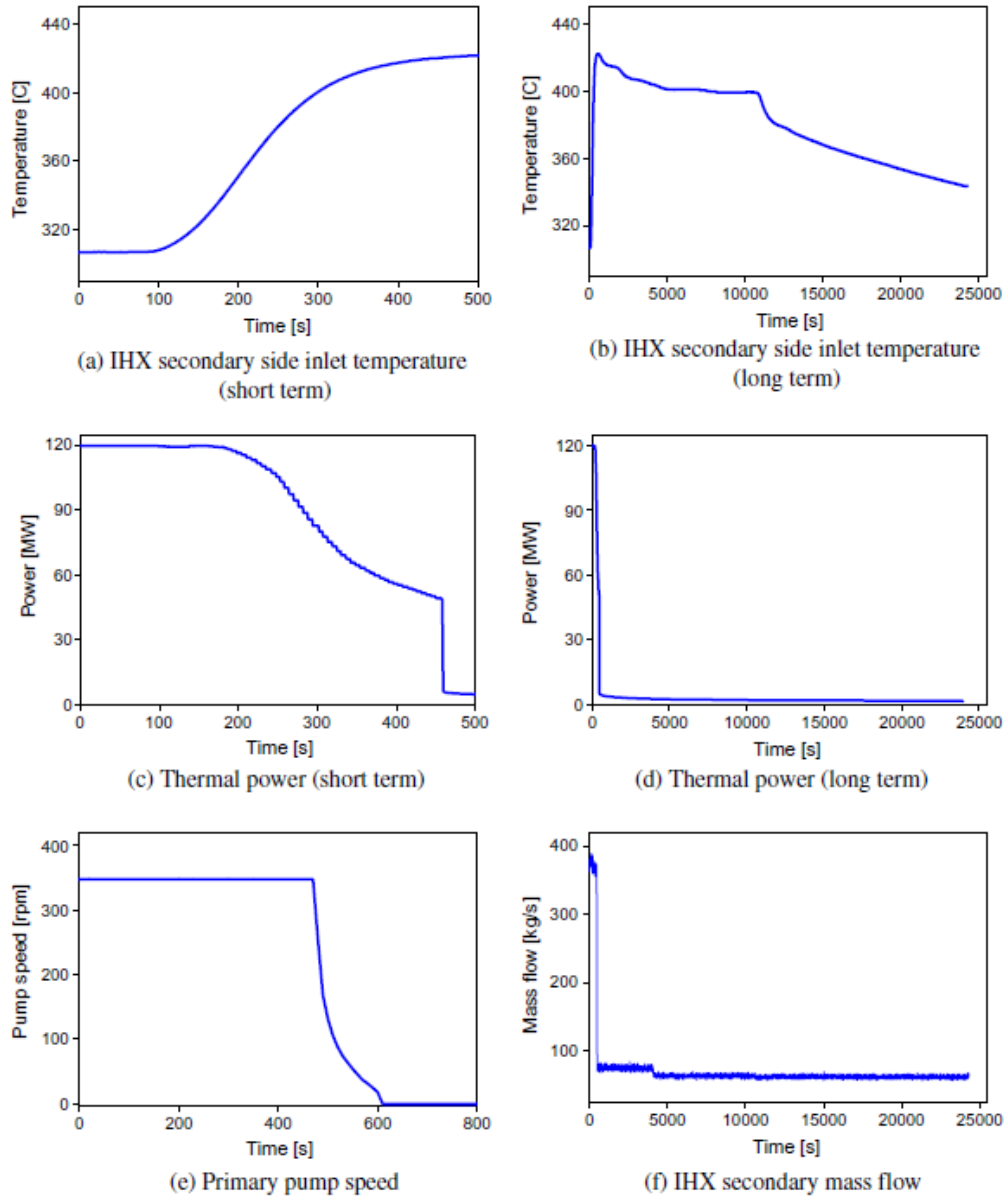 440
400
360
320
Temperature [C]
0 100 200 300 400 500
Time [s]
(a) IHX secondary side inlet temperature
(short term)
440
400
360
320
Temperature [C]
0 5000 10000 15000 20000 25000
Time [s]
(b) IHX secondary side inlet temperature
(long term)
120
90
60
30
0
Power [MW]
0 100 200 300 400 500
Time [s]
(c) Thermal power (short term)
120
90
60
30
0
Power [MW]
0 5000 10000 15000 20000 25000
Time [s]
(d) Thermal power (long term)
400
300
200
100
0
Pump speed [rpm]
0 200 400 600 800
Time [s]
(e) Primary pump speed
400
300
200
100
Mass flow [kg/s]
0 5000 10000 15000 20000 25000
Time [s]
(f) IHX secondary mass flow